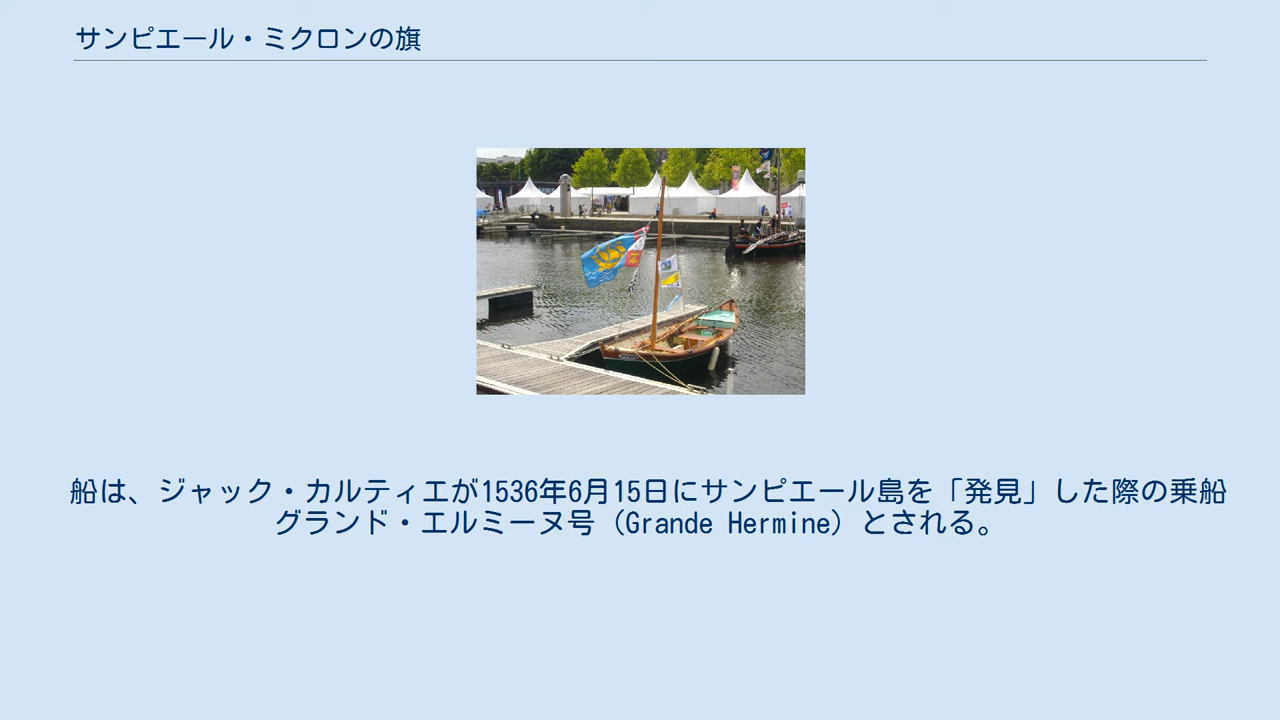 サンピエール・ミクロンの旗
船は、ジャック・カルティエが1536年6月15日にサンピエール島を「発見」した際の乗船
グランド・エルミーヌ号（Grande Hermine）とされる。